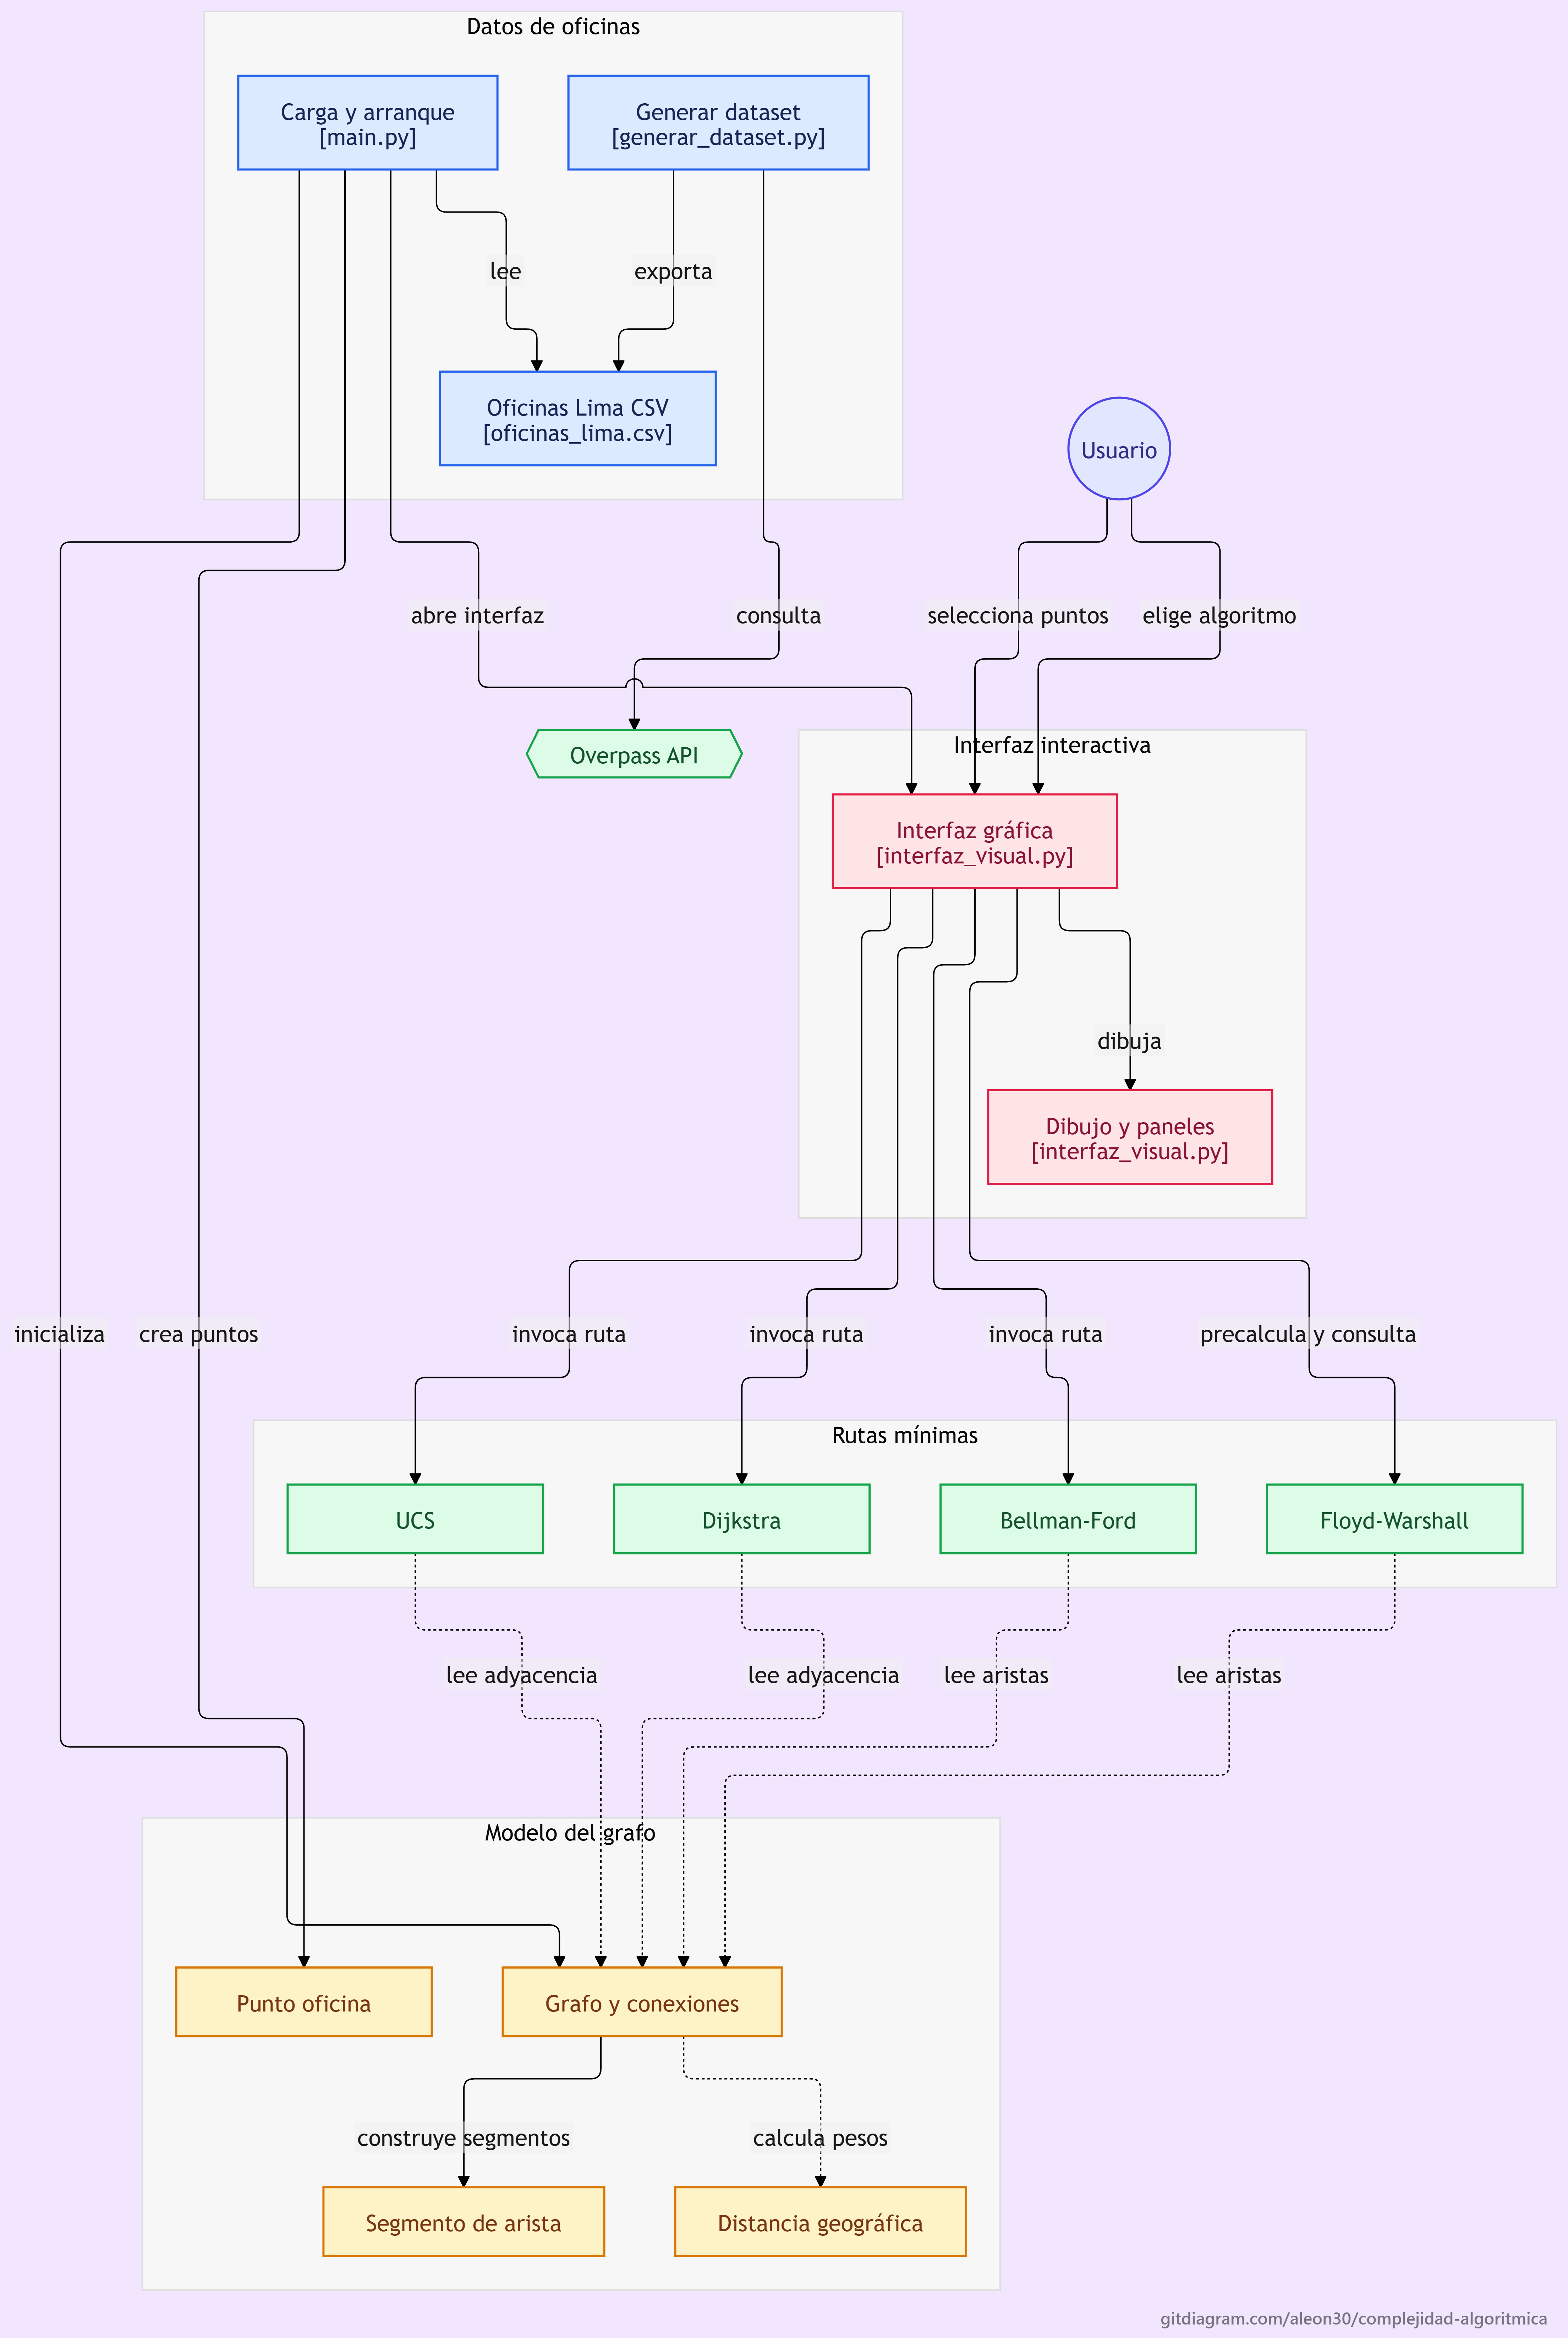 Datos de oficinas
Carga y arranque
[main.py]
Generar dataset
[generar_dataset.py]
lee
exporta
Oficinas Lima CSV
[oficinas_lima.csv]
Usuario
abre interfaz
consulta
selecciona puntos
elige algoritmo
Overpass API
Interfaz interactiva
Interfaz gráfica
[interfaz_visual.py]
dibuja
Dibujo y paneles
[interfaz_visual.py]
inicializa
crea puntos
invoca ruta
invoca ruta
invoca ruta
precalcula y consulta
Rutas mínimas
UCS
Dijkstra
Bellman-Ford
Floyd-Warshall
lee adyacencia
lee adyacencia
lee aristas
lee aristas
Modelo del grafo
Punto oficina
Grafo y conexiones
construye segmentos
calcula pesos
Segmento de arista
Distancia geográfica
gitdiagram.com/aleon30/complejidad-algoritmica